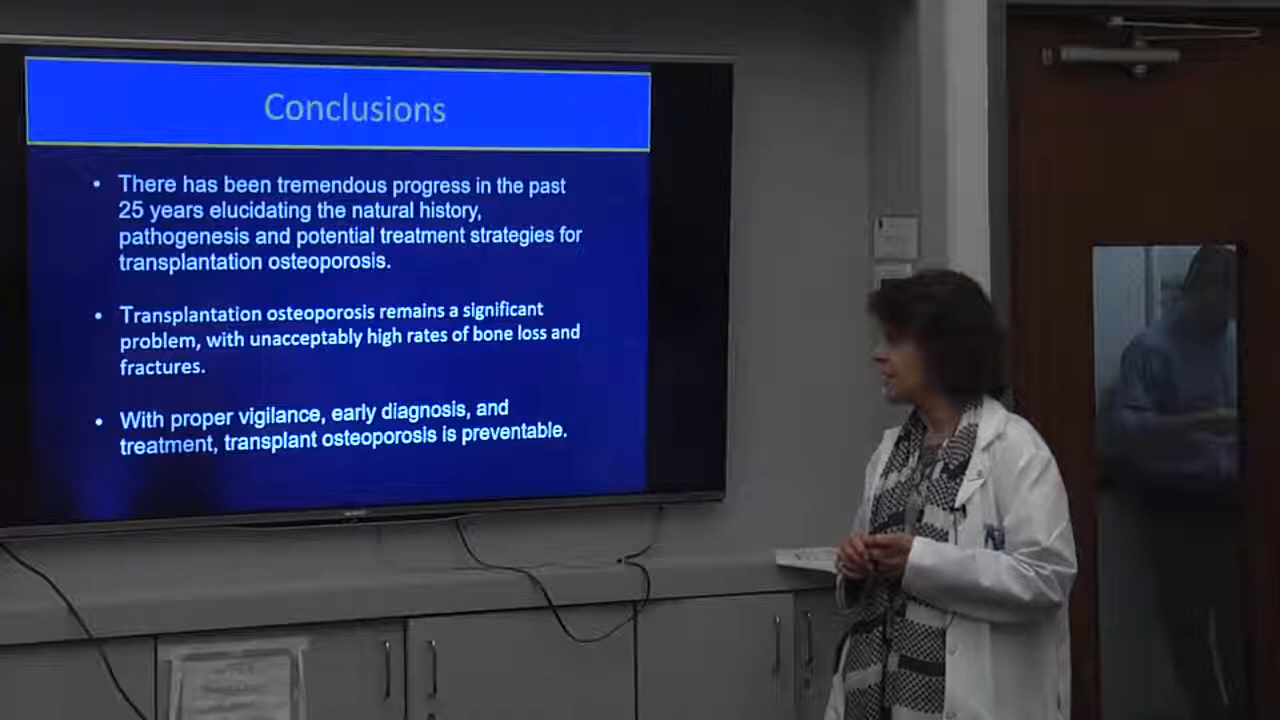 Conclusions
• There has been tremendous progress in the past
25 years elucidating the natural history,
pathogenesis and potential treatment strategies for
transplantation osteoporosis.
• Transplantation osteoporosis remains a significant
problem, with unacceptably high rates of bone loss and
fractures.
• With proper vigilance, early diagnosis, and
treatment, transplant osteoporosis is preventable.